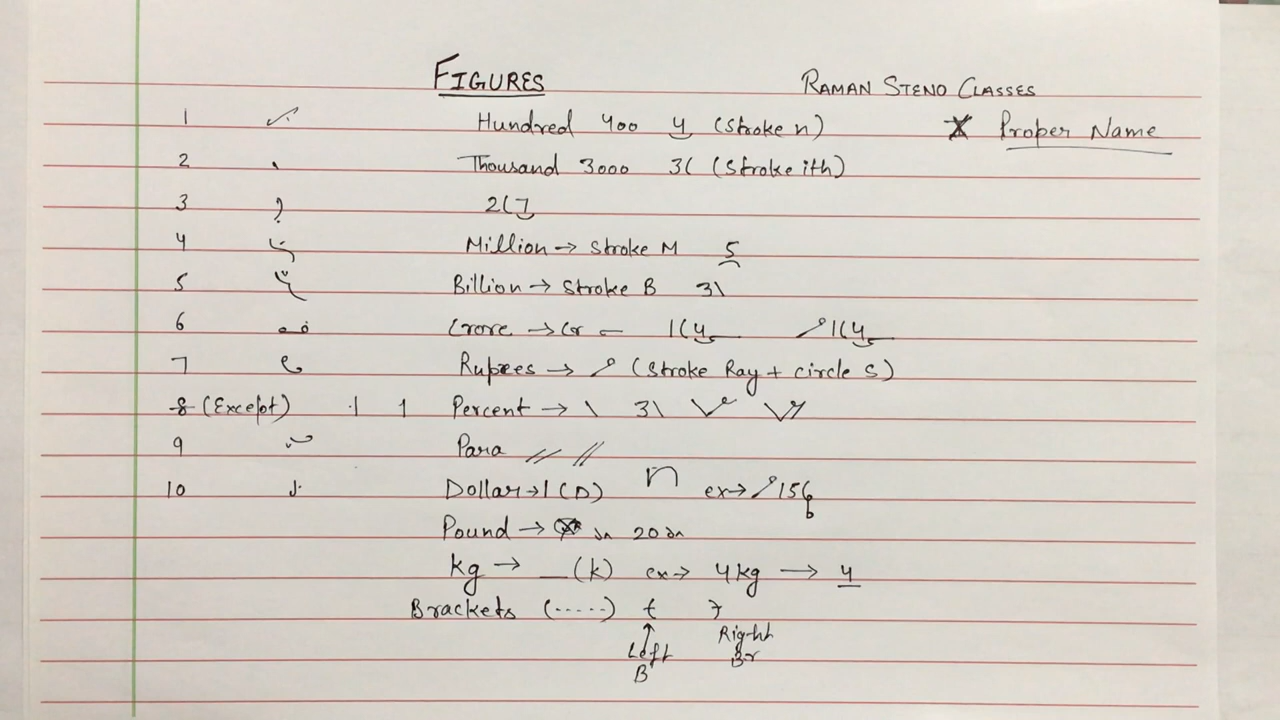 FIGURES RAMAN STENO CLASSES
1 Hundred 400 4 (Stroke n) X Proper Name
2 Thousand 3000 3( (Stroke ith)
3 2(7
4 Million → Stroke M 5
5 Billion → Stroke B 3\
6 Crore → Cr — 1(4 1(4
7 Rupees → (Stroke Ray + circle S)
8 (Except) Percent → \ 3\
9 Para // //
10 Dollar → | (D) ex→ 156
Pound → 20
kg → _ (k) ex→ 4kg → 4
Brackets (.....)
Left Right
B Br